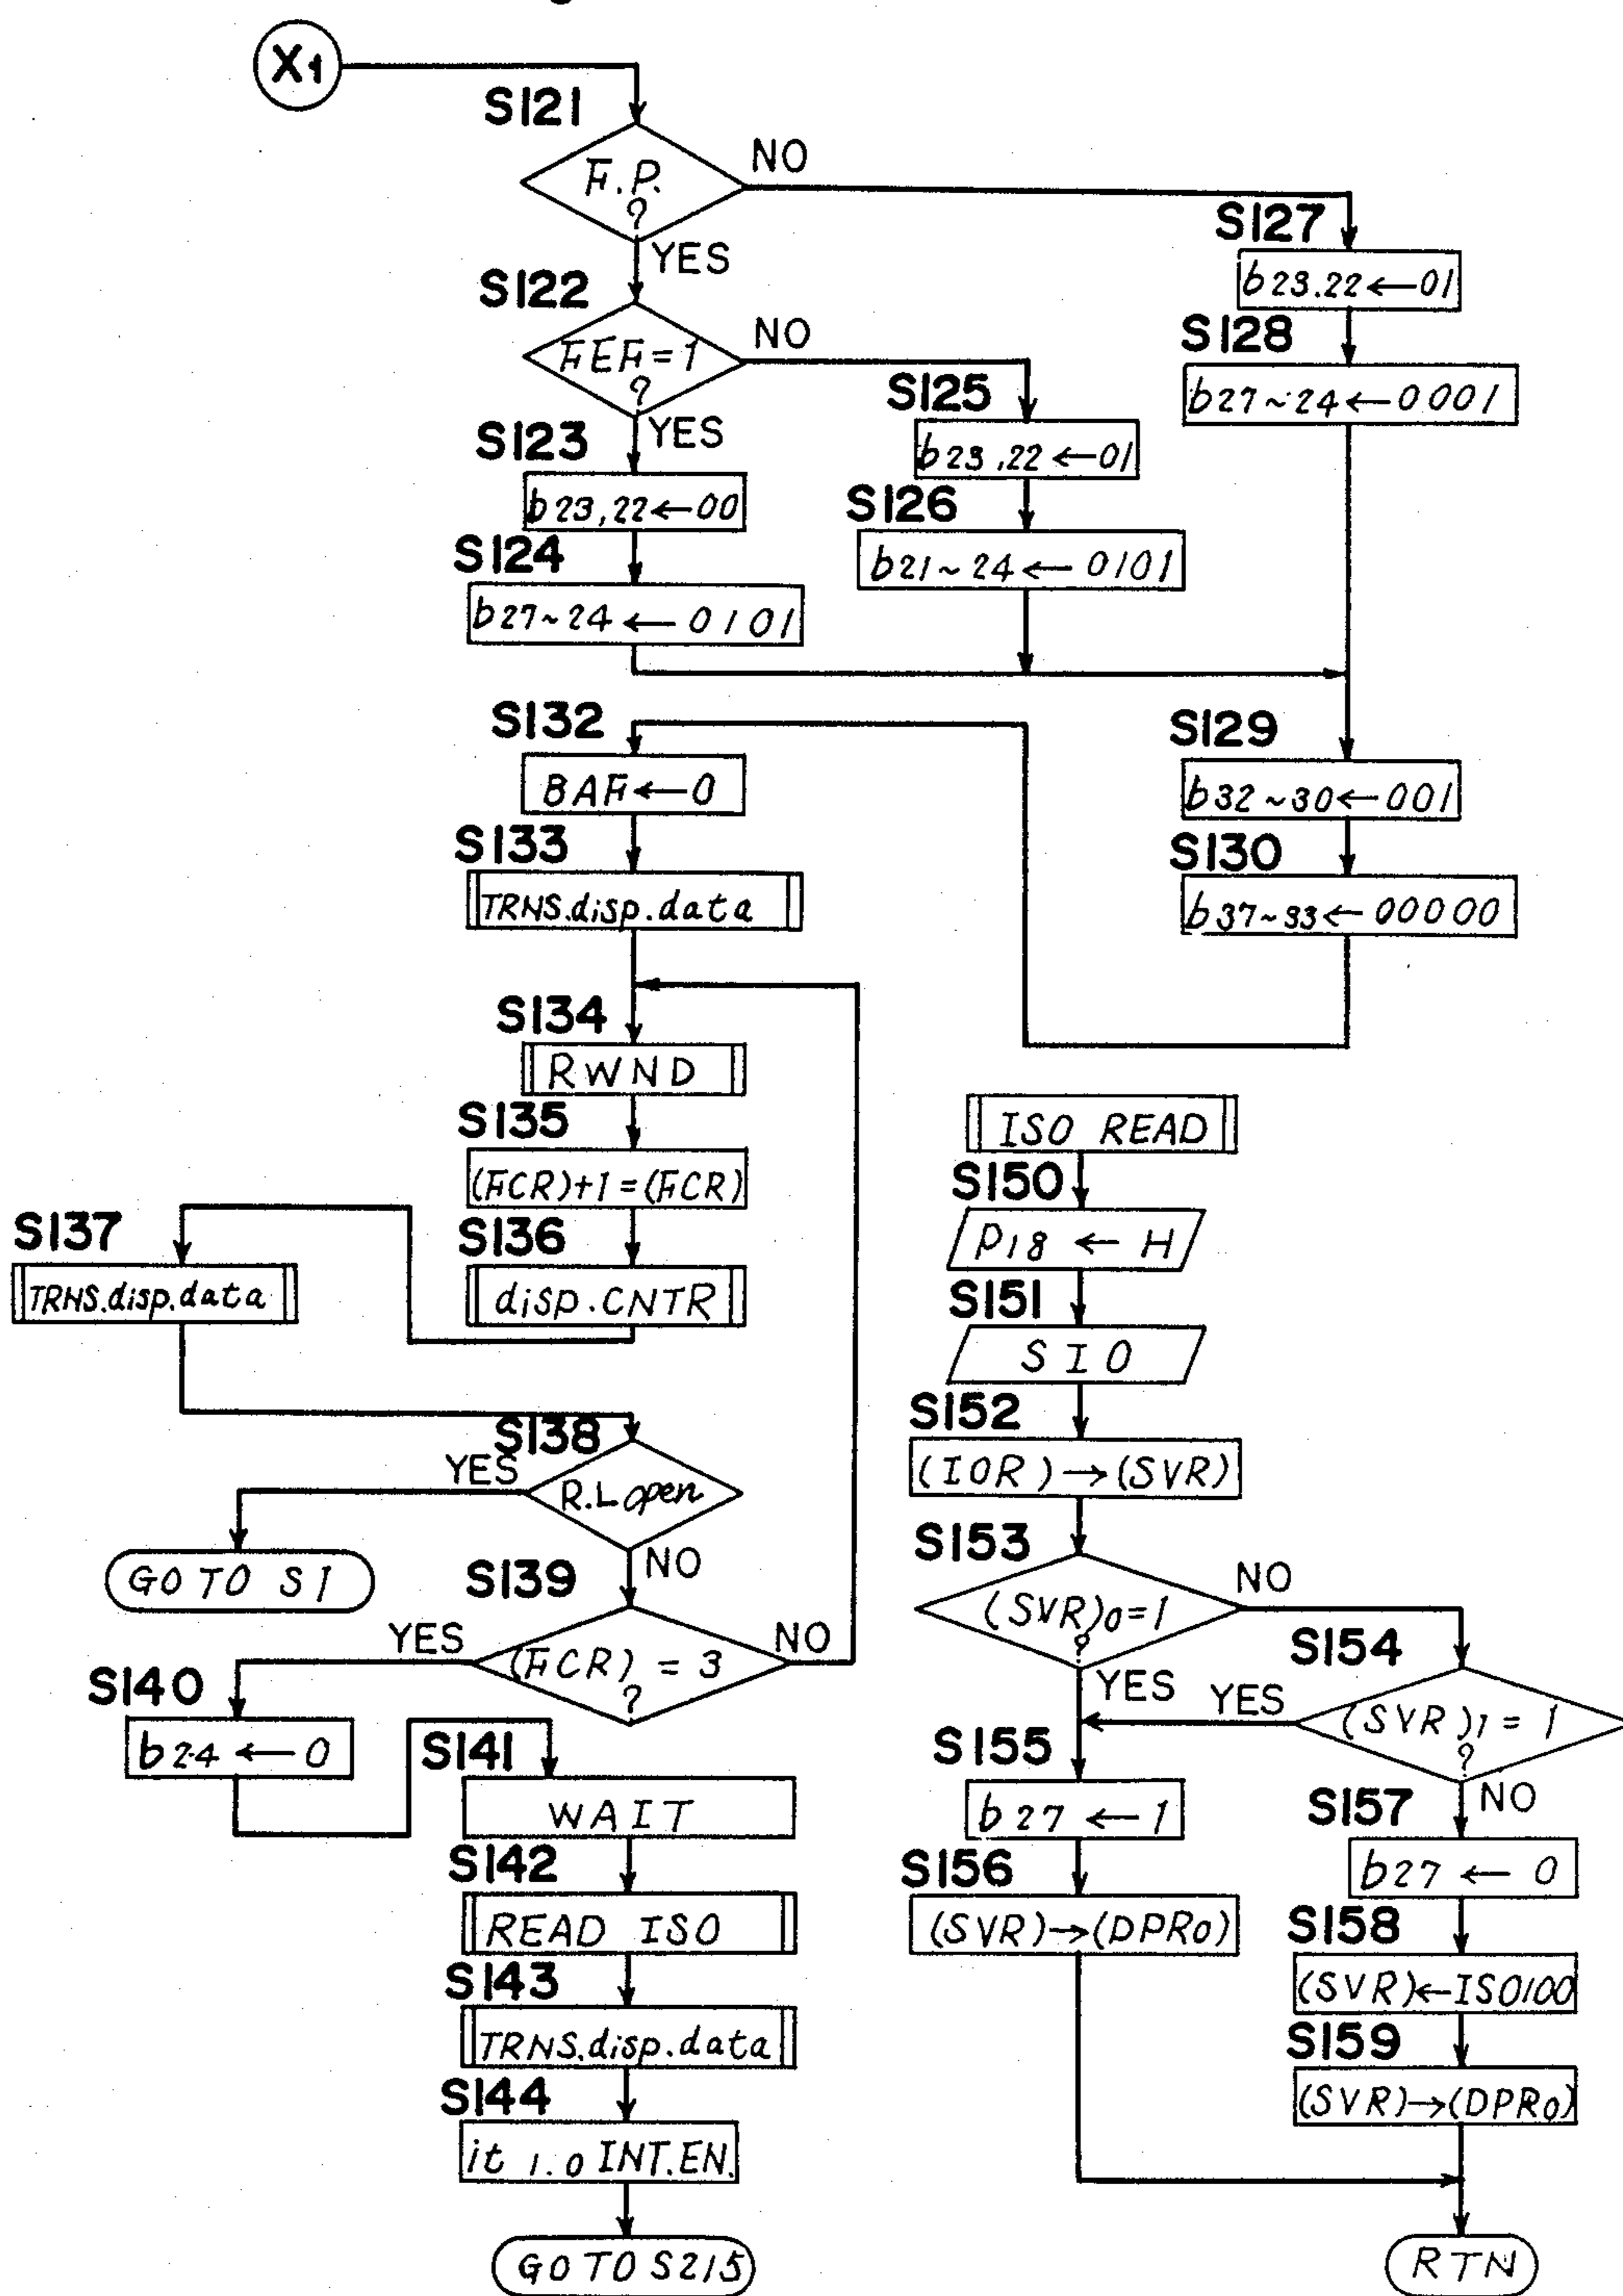 X1
S121
F.P.
?
NO
YES
S122
FEF=1
?
NO
YES
S123
b23,22←00
S124
b27~24←0101
S125
b23,22←01
S126
b21~24←0101
S127
b23.22←01
S128
b27~24←0001
S129
b32~30←001
S130
b37~33←00000
S132
BAF←0
S133
TRNS.disp.data
S134
RWND
S135
(FCR)+1=(FCR)
S136
disp.CNTR
S137
TRNS.disp.data
S138
R.L open
YES
NO
GO TO S1
S139
(FCR) = 3
?
YES
NO
S140
b24←0
S141
WAIT
S142
READ ISO
S143
TRNS.disp.data
S144
it 1.0 INT.EN.
GO TO S215
ISO READ
S150
P18 ← H
S151
SIO
S152
(IOR)→(SVR)
S153
(SVR)0=1
?
NO
YES
S154
(SVR)1=1
?
YES
NO
S155
b27←1
S156
(SVR)→(DPR0)
S157
b27←0
S158
(SVR)←ISO100
S159
(SVR)→(DPR0)
RTN